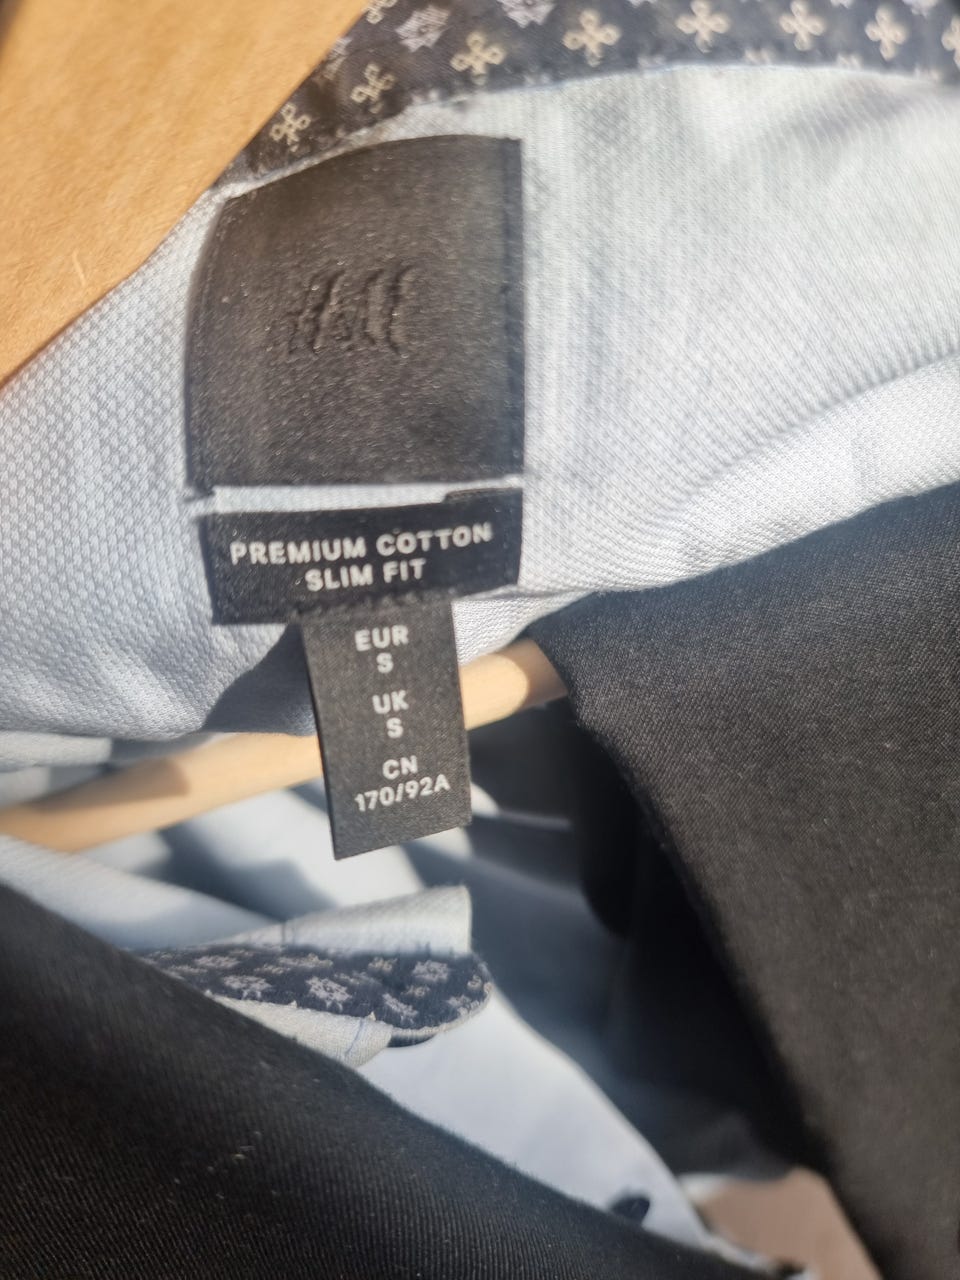 H&M
PREMIUM COTTON
SLIM FIT
EUR
S
UK
S
CN
170/92A